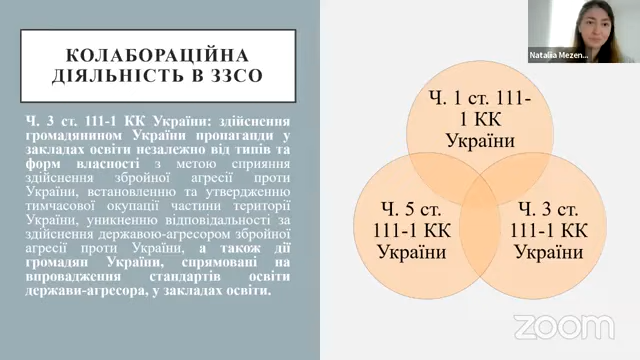 КОЛАБОРАЦІЙНА
ДІЯЛЬНІСТЬ В ЗЗСО
Ч. 3 ст. 111-1 КК України: здійснення
громадянином України пропаганди у
закладах освіти незалежно від типів та
форм власності з метою сприяння
здійснення збройної агресії проти
України, встановленню та утвердженню
тимчасової окупації частини території
України, уникненню відповідальності за
здійснення державою-агресором збройної
агресії проти України, а також дії
громадян України, спрямовані на
впровадження стандартів освіти
держави-агресора, у закладах освіти.
Ч. 1 ст. 111-
1 КК
України
Ч. 5 ст.
111-1 КК
України
Ч. 3 ст.
111-1 КК
України
Nataliia Mezen...
zoom